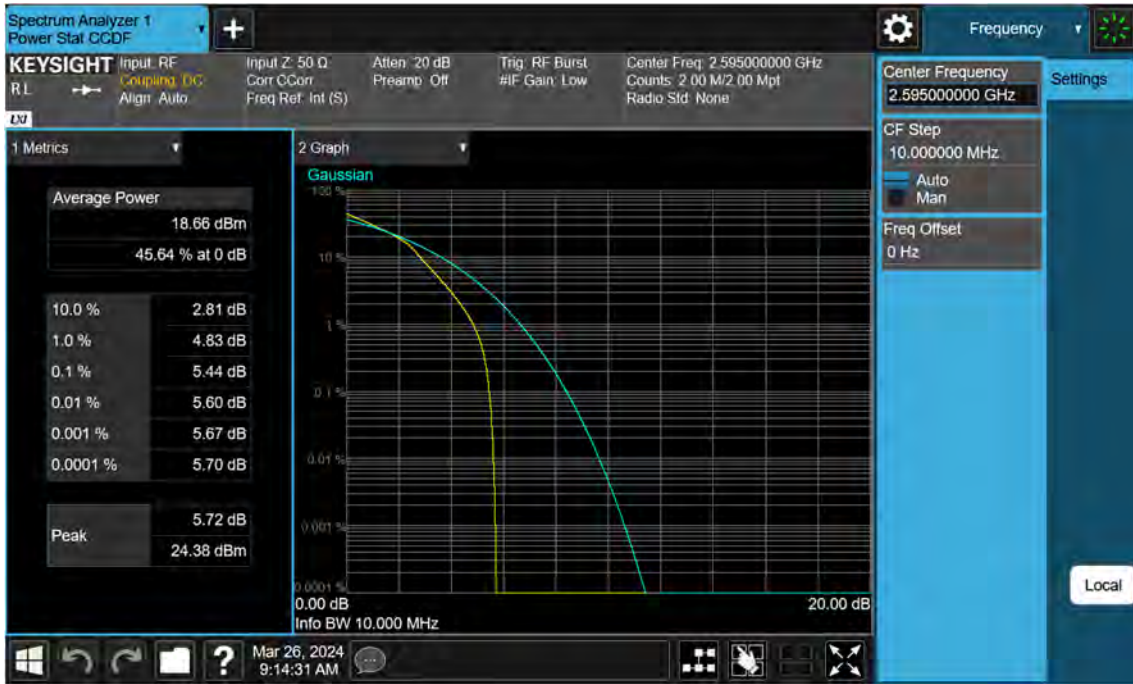 Spectrum Analyzer 1
Power Stat CCDF
+
Frequency
KEYSIGHT
Input: RF
Coupling: DC
Align: Auto
Input Z: 50 Ω
Corr CCorr
Freq Ref: Int (S)
Atten: 20 dB
Preamp: Off
Trig: RF Burst
#IF Gain: Low
Center Freq: 2.595000000 GHz
Counts: 2.00 M/2.00 Mpt
Radio Std: None
R L
LXI
Center Frequency
2.595000000 GHz
Settings
CF Step
10.000000 MHz
Auto
Man
Freq Offset
0 Hz
Local
1 Metrics
Average Power
18.66 dBm
45.64 % at 0 dB
10.0 % 2.81 dB
1.0 % 4.83 dB
0.1 % 5.44 dB
0.01 % 5.60 dB
0.001 % 5.67 dB
0.0001 % 5.70 dB
Peak
5.72 dB
24.38 dBm
2 Graph
Gaussian
100 %
10 %
1 %
0.1 %
0.01 %
0.001 %
0.0001 %
0.00 dB 20.00 dB
Info BW 10.000 MHz
?
Mar 26, 2024
9:14:31 AM